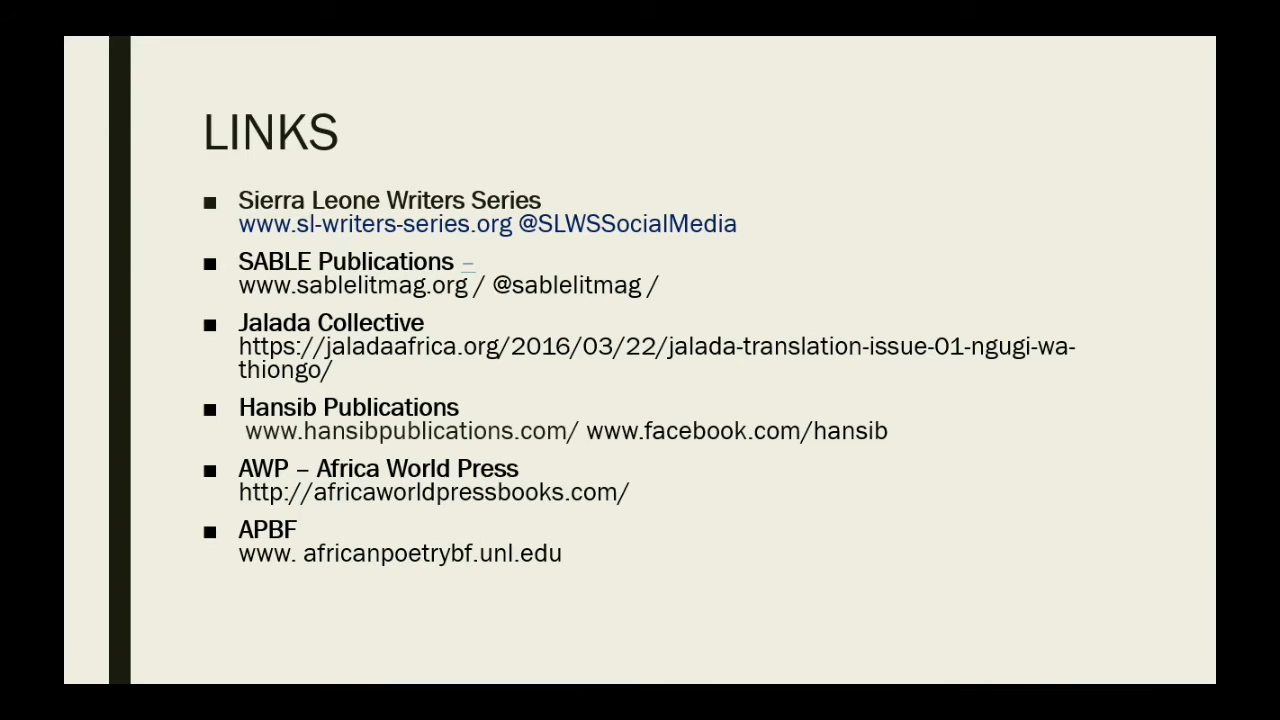 LINKS
■ Sierra Leone Writers Series
www.sl-writers-series.org @SLWSSocialMedia
■ SABLE Publications –
www.sablelitmag.org / @sablelitmag /
■ Jalada Collective
https://jaladaafrica.org/2016/03/22/jalada-translation-issue-01-ngugi-wa-
thiongo/
■ Hansib Publications
www.hansibpublications.com/ www.facebook.com/hansib
■ AWP – Africa World Press
http://africaworldpressbooks.com/
■ APBF
www. africanpoetrybf.unl.edu